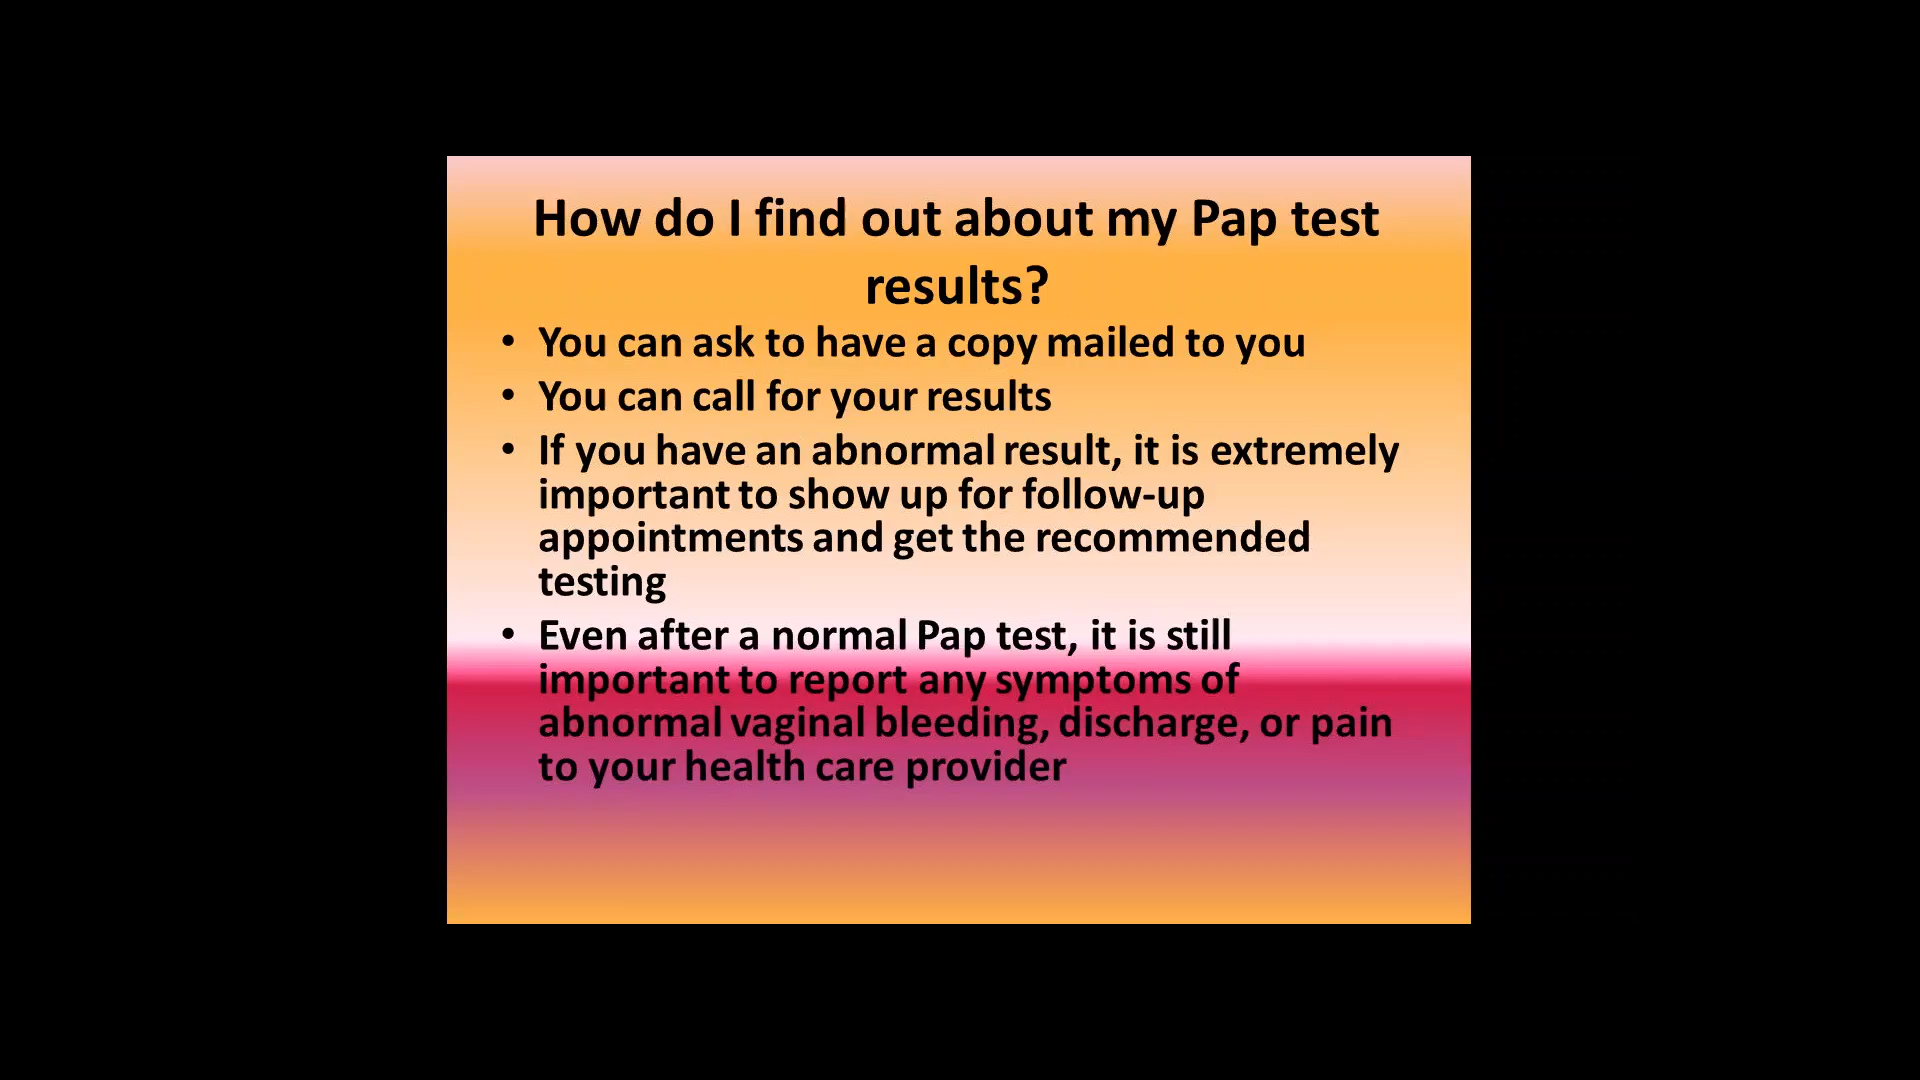 How do I find out about my Pap test
results?
• You can ask to have a copy mailed to you
• You can call for your results
• If you have an abnormal result, it is extremely
important to show up for follow-up
appointments and get the recommended
testing
• Even after a normal Pap test, it is still
important to report any symptoms of
abnormal vaginal bleeding, discharge, or pain
to your health care provider